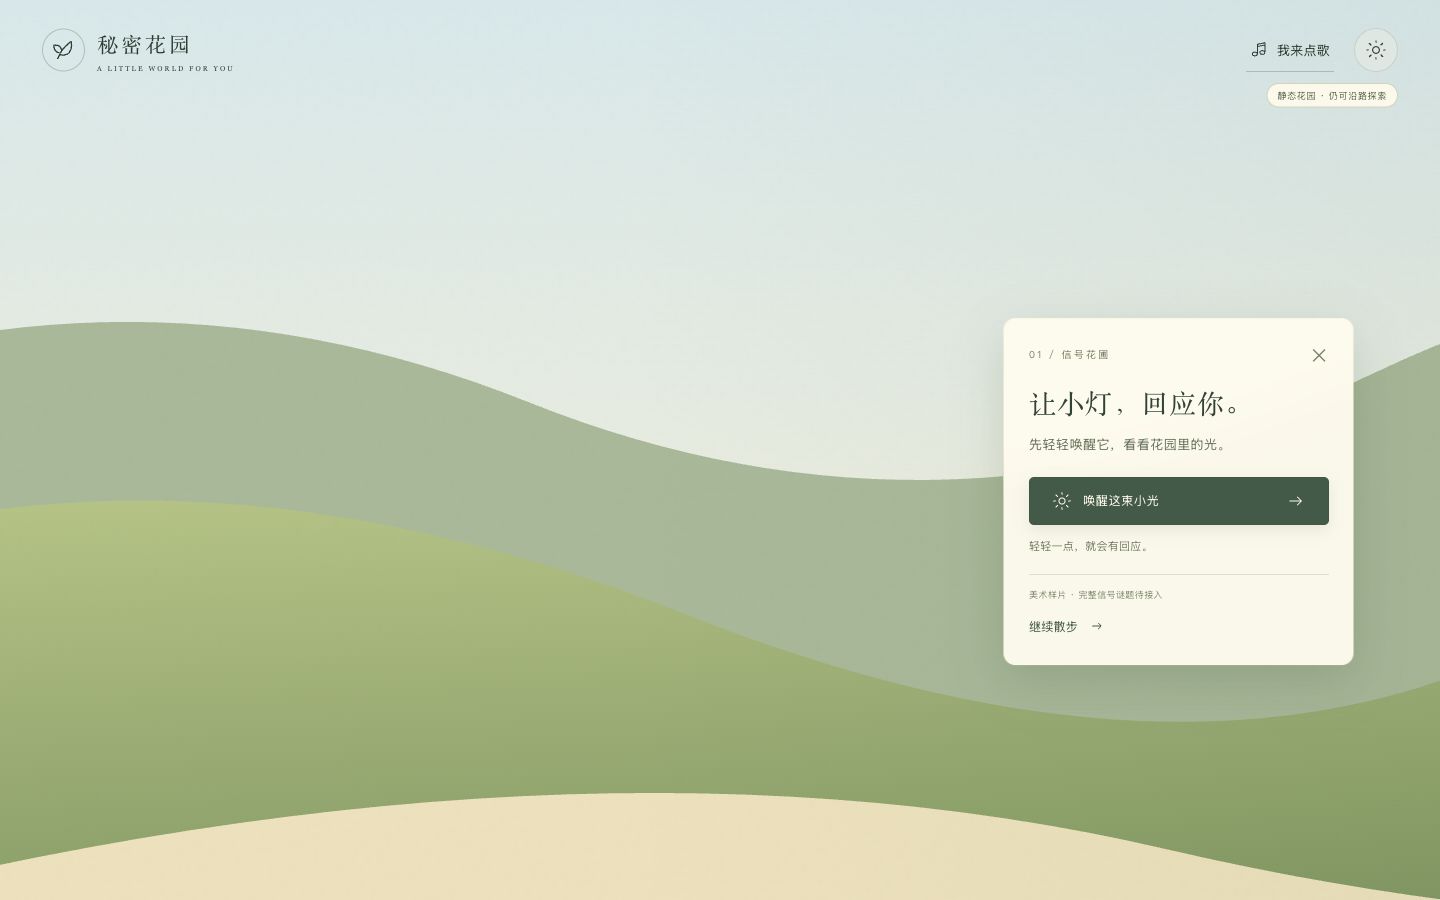 秘密花园
A LITTLE WORLD FOR YOU
我来点歌
静态花园 · 仍可沿路探索
01 / 信号花圃
让小灯，回应你。
先轻轻唤醒它，看看花园里的光。
唤醒这束小光
轻轻一点，就会有回应。
美术样片 · 完整信号谜题待接入
继续散步